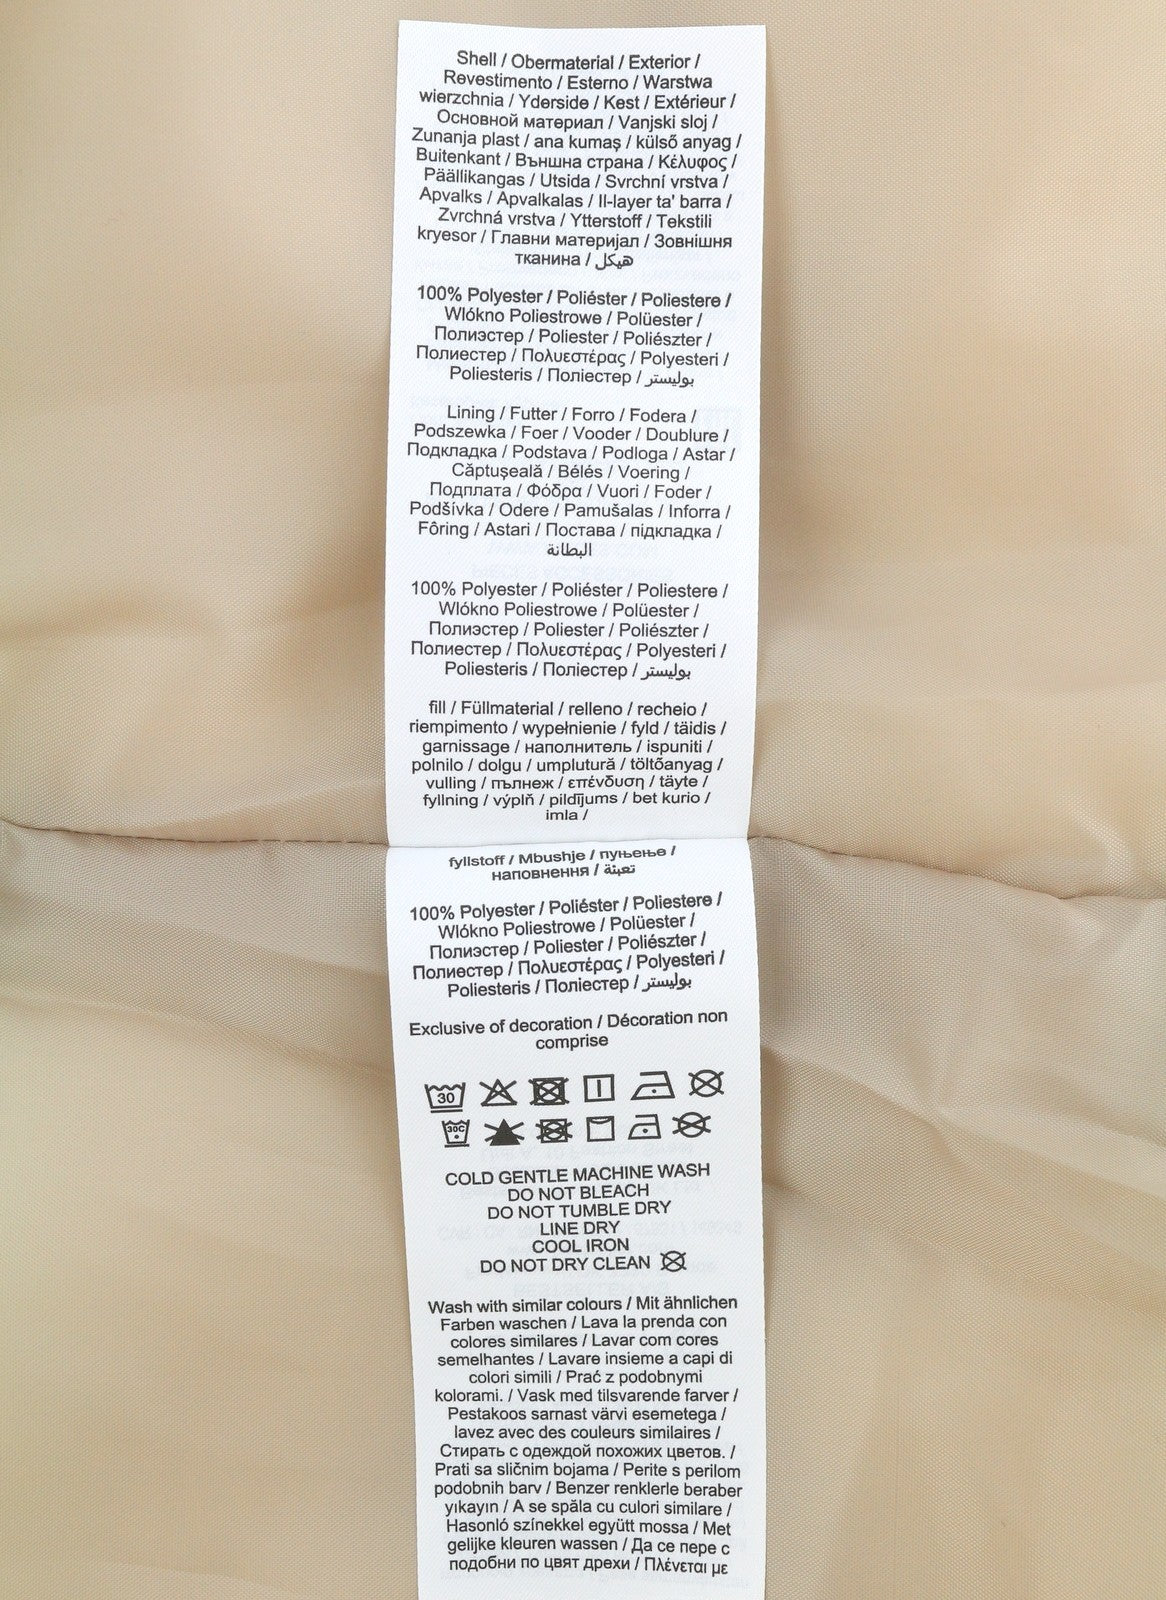 Shell / Obermaterial / Exterior /
Revestimento / Esterno / Warstwa
wierzchnia / Yderside / Kest / Extérieur /
Основной материал / Vanjski sloj /
Zunanja plast / ana kumaş / külső anyag /
Buitenkant / Външна страна / Κέλυφος /
Päällikangas / Utsida / Svrchní vrstva /
Apvalks / Apvalkalas / Il-layer ta' barra /
Zvrchná vrstva / Ytterstoff / Tekstili
kryesor / Главни материјал / Зовнішня
тканина / هيكل
100% Polyester / Poliéster / Poliestere /
Wlókno Poliestrowe / Polüester /
Полиэстер / Poliester / Poliészter /
Полиестер / Πολυεστέρας / Polyesteri /
Poliesteris / Поліестер / بوليستر
Lining / Futter / Forro / Fodera /
Podszewka / Foer / Vooder / Doublure /
Подкладка / Podstava / Podloga / Astar /
Căptușeală / Bélés / Voering /
Подплата / Φόδρα / Vuori / Foder /
Podšívka / Odere / Pamušalas / Inforra /
Fôring / Astari / Постава / підкладка /
البطانة
100% Polyester / Poliéster / Poliestere /
Wlókno Poliestrowe / Polüester /
Полиэстер / Poliester / Poliészter /
Полиестер / Πολυεστέρας / Polyesteri /
Poliesteris / Поліестер / بوليستر
fill / Füllmaterial / relleno / recheio /
riempimento / wypełnienie / fyld / täidis /
garnissage / наполнитель / ispuniti /
polnilo / dolgu / umplutură / töltőanyag /
vulling / пълнеж / επένδυση / täyte /
fyllning / výplň / pildījums / bet kurio /
imla /
fyllstoff / Mbushje / пуњење /
наповнення / تعبئة
100% Polyester / Poliéster / Poliestere /
Wlókno Poliestrowe / Polüester /
Полиэстер / Poliester / Poliészter /
Полиестер / Πολυεστέρας / Polyesteri /
Poliesteris / Поліестер / بوليستر
Exclusive of decoration / Décoration non
comprise
30
30C
COLD GENTLE MACHINE WASH
DO NOT BLEACH
DO NOT TUMBLE DRY
LINE DRY
COOL IRON
DO NOT DRY CLEAN
Wash with similar colours / Mit ähnlichen
Farben waschen / Lava la prenda con
colores similares / Lavar com cores
semelhantes / Lavare insieme a capi di
colori simili / Prać z podobnymi
kolorami. / Vask med tilsvarende farver /
Pestakoos sarnast värvi esemetega /
lavez avec des couleurs similaires /
Стирать с одеждой похожих цветов. /
Prati sa sličnim bojama / Perite s perilom
podobnih barv / Benzer renklerle beraber
yıkayın / A se spăla cu culori similare /
Hasonló színekkel együtt mossa / Met
gelijke kleuren wassen / Да се пере с
подобни по цвят дрехи / Πλένεται με